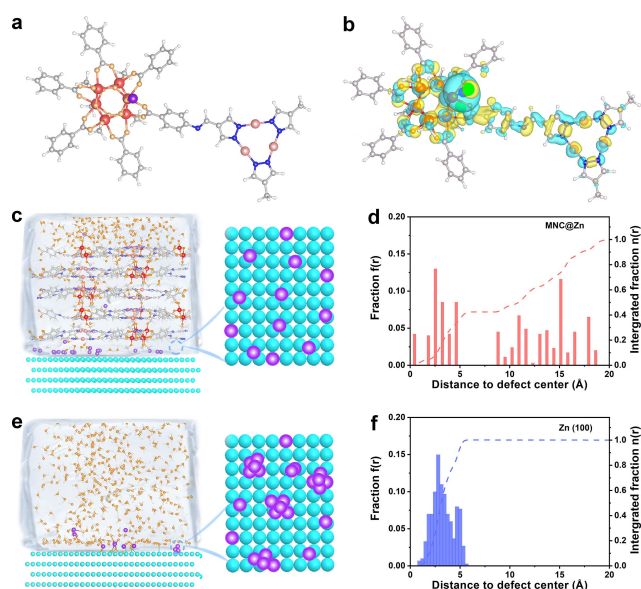 a
b
c
d
MNC@Zn
Fraction f(r)
0.20
0.15
0.10
0.05
0.00
0 5 10 15 20
Distance to defect center (Å)
1.0
0.8
0.6
0.4
0.2
0.0
Intergrated fraction n(r)
e
f
Zn (100)
Fraction f(r)
0.20
0.15
0.10
0.05
0.00
0 5 10 15 20
Distance to defect center (Å)
1.0
0.8
0.6
0.4
0.2
0.0
Intergrated fraction n(r)